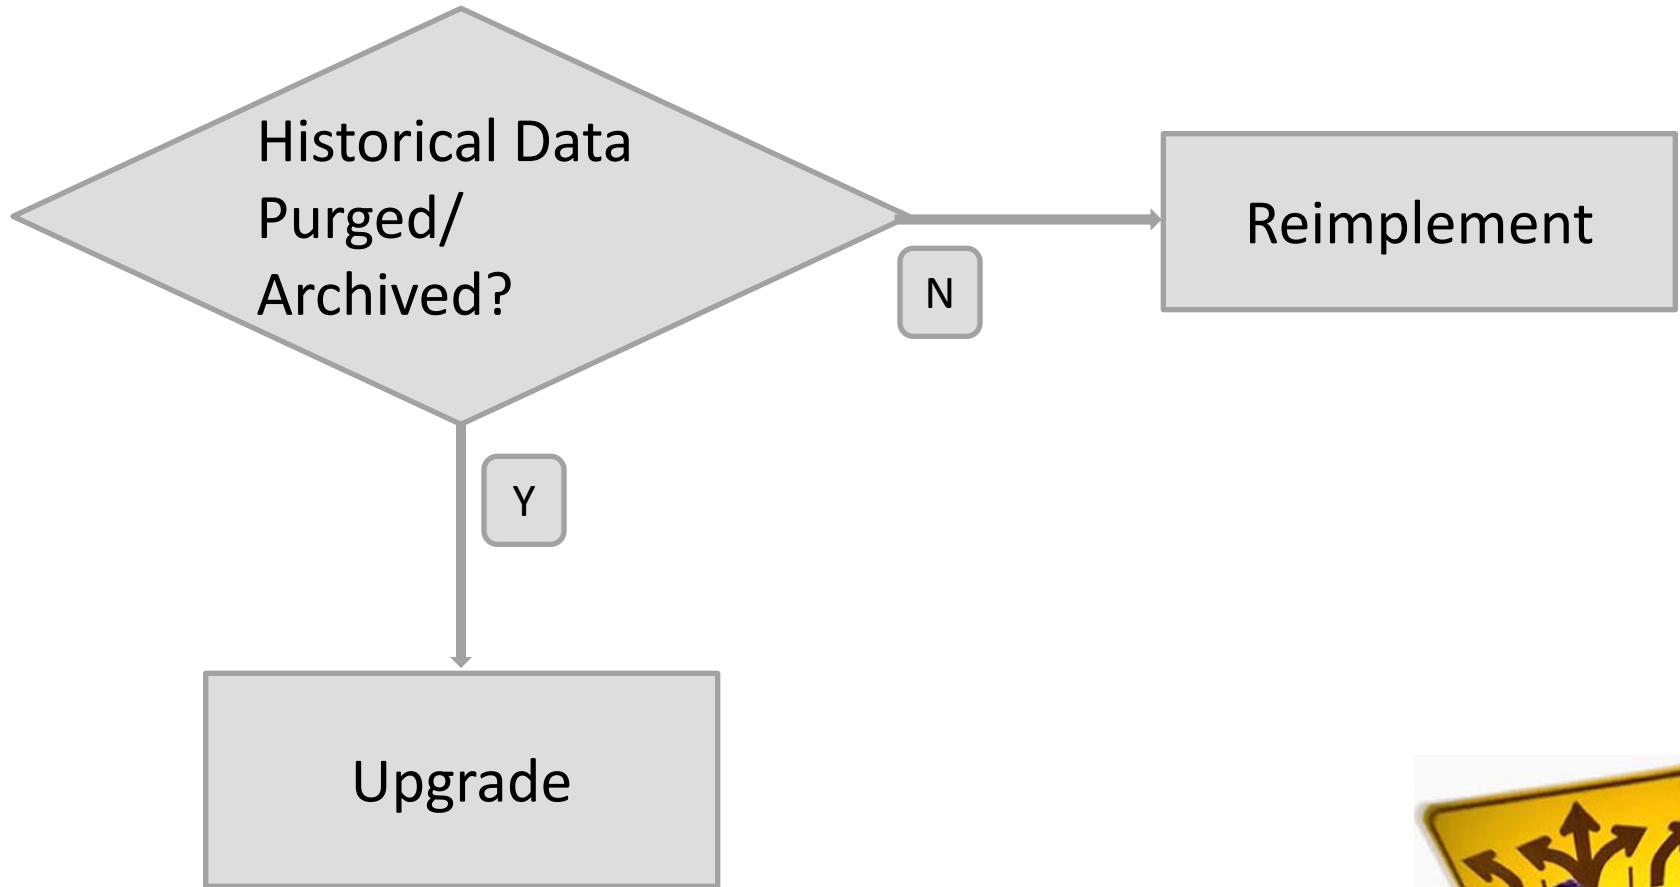 Historical Data
Purged/
Archived?
Reimplement
N
Y
Upgrade